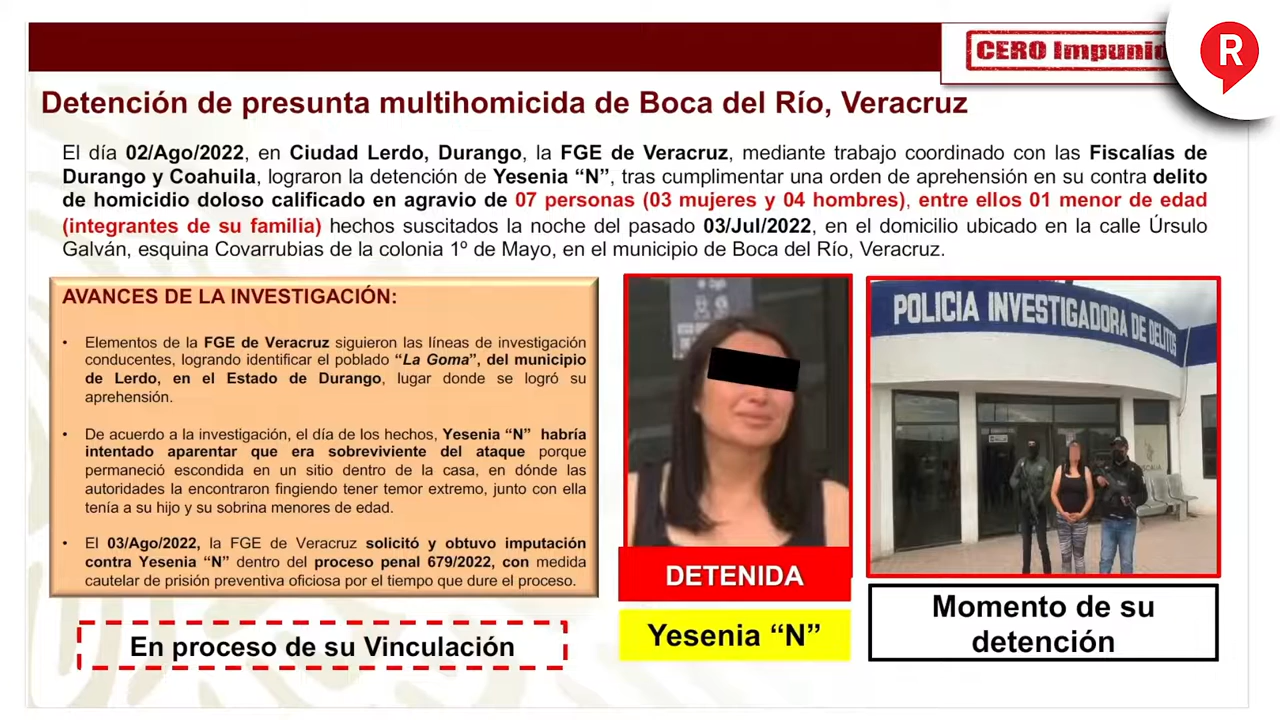 CERO Impuni
R
Detención de presunta multihomicida de Boca del Río, Veracruz
El día 02/Ago/2022, en Ciudad Lerdo, Durango, la FGE de Veracruz, mediante trabajo coordinado con las Fiscalías de
Durango y Coahuila, lograron la detención de Yesenia “N”, tras cumplimentar una orden de aprehensión en su contra delito
de homicidio doloso calificado en agravio de 07 personas (03 mujeres y 04 hombres), entre ellos 01 menor de edad
(integrantes de su familia) hechos suscitados la noche del pasado 03/Jul/2022, en el domicilio ubicado en la calle Úrsulo
Galván, esquina Covarrubias de la colonia 1º de Mayo, en el municipio de Boca del Río, Veracruz.
AVANCES DE LA INVESTIGACIÓN:
• Elementos de la FGE de Veracruz siguieron las líneas de investigación
conducentes, logrando identificar el poblado “La Goma”, del municipio
de Lerdo, en el Estado de Durango, lugar donde se logró su
aprehensión.
• De acuerdo a la investigación, el día de los hechos, Yesenia “N” habría
intentado aparentar que era sobreviviente del ataque porque
permaneció escondida en un sitio dentro de la casa, en dónde las
autoridades la encontraron fingiendo tener temor extremo, junto con ella
tenía a su hijo y su sobrina menores de edad.
• El 03/Ago/2022, la FGE de Veracruz solicitó y obtuvo imputación
contra Yesenia “N” dentro del proceso penal 679/2022, con medida
cautelar de prisión preventiva oficiosa por el tiempo que dure el proceso.
En proceso de su Vinculación
DETENIDA
Yesenia “N”
POLICIA INVESTIGADORA DE DELITOS
Momento de su
detención